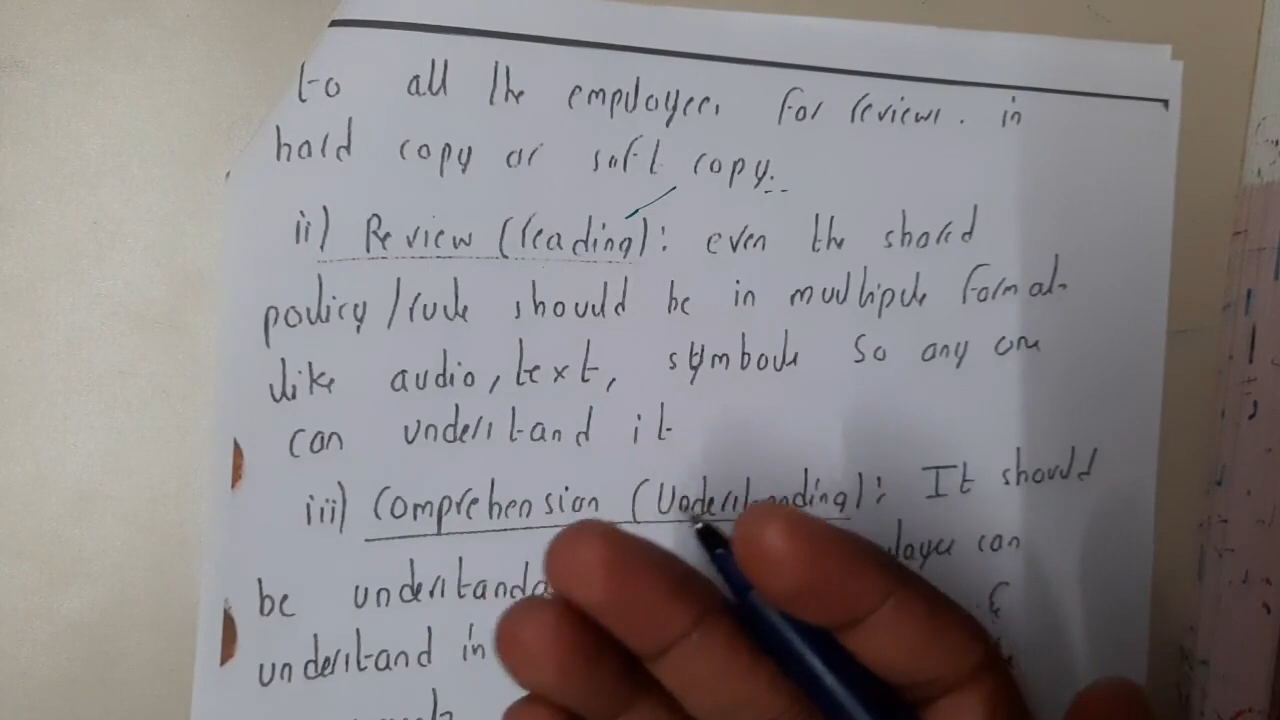 to all the employees for reviews. in
hard copy or soft copy.
ii) Review (reading): even the shared
policy/rule should be in multiple format
like audio, text, symbols so any one
can understand it
iii) Comprehension (Understanding): It should
be can
understand in &